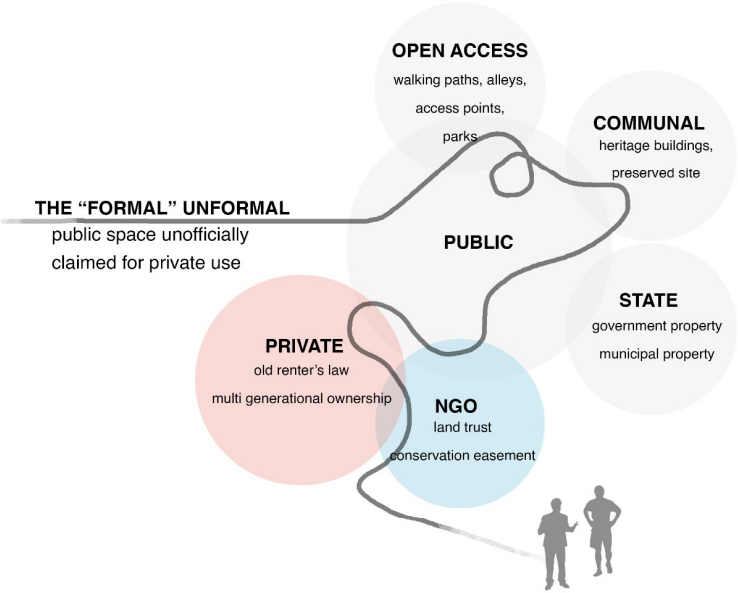 OPEN ACCESS
walking paths, alleys,
access points,
parks
COMMUNAL
heritage buildings,
preserved site
THE “FORMAL” UNFORMAL
public space unofficially
claimed for private use
PUBLIC
STATE
government property
municipal property
PRIVATE
old renter’s law
multi generational ownership
NGO
land trust
conservation easement